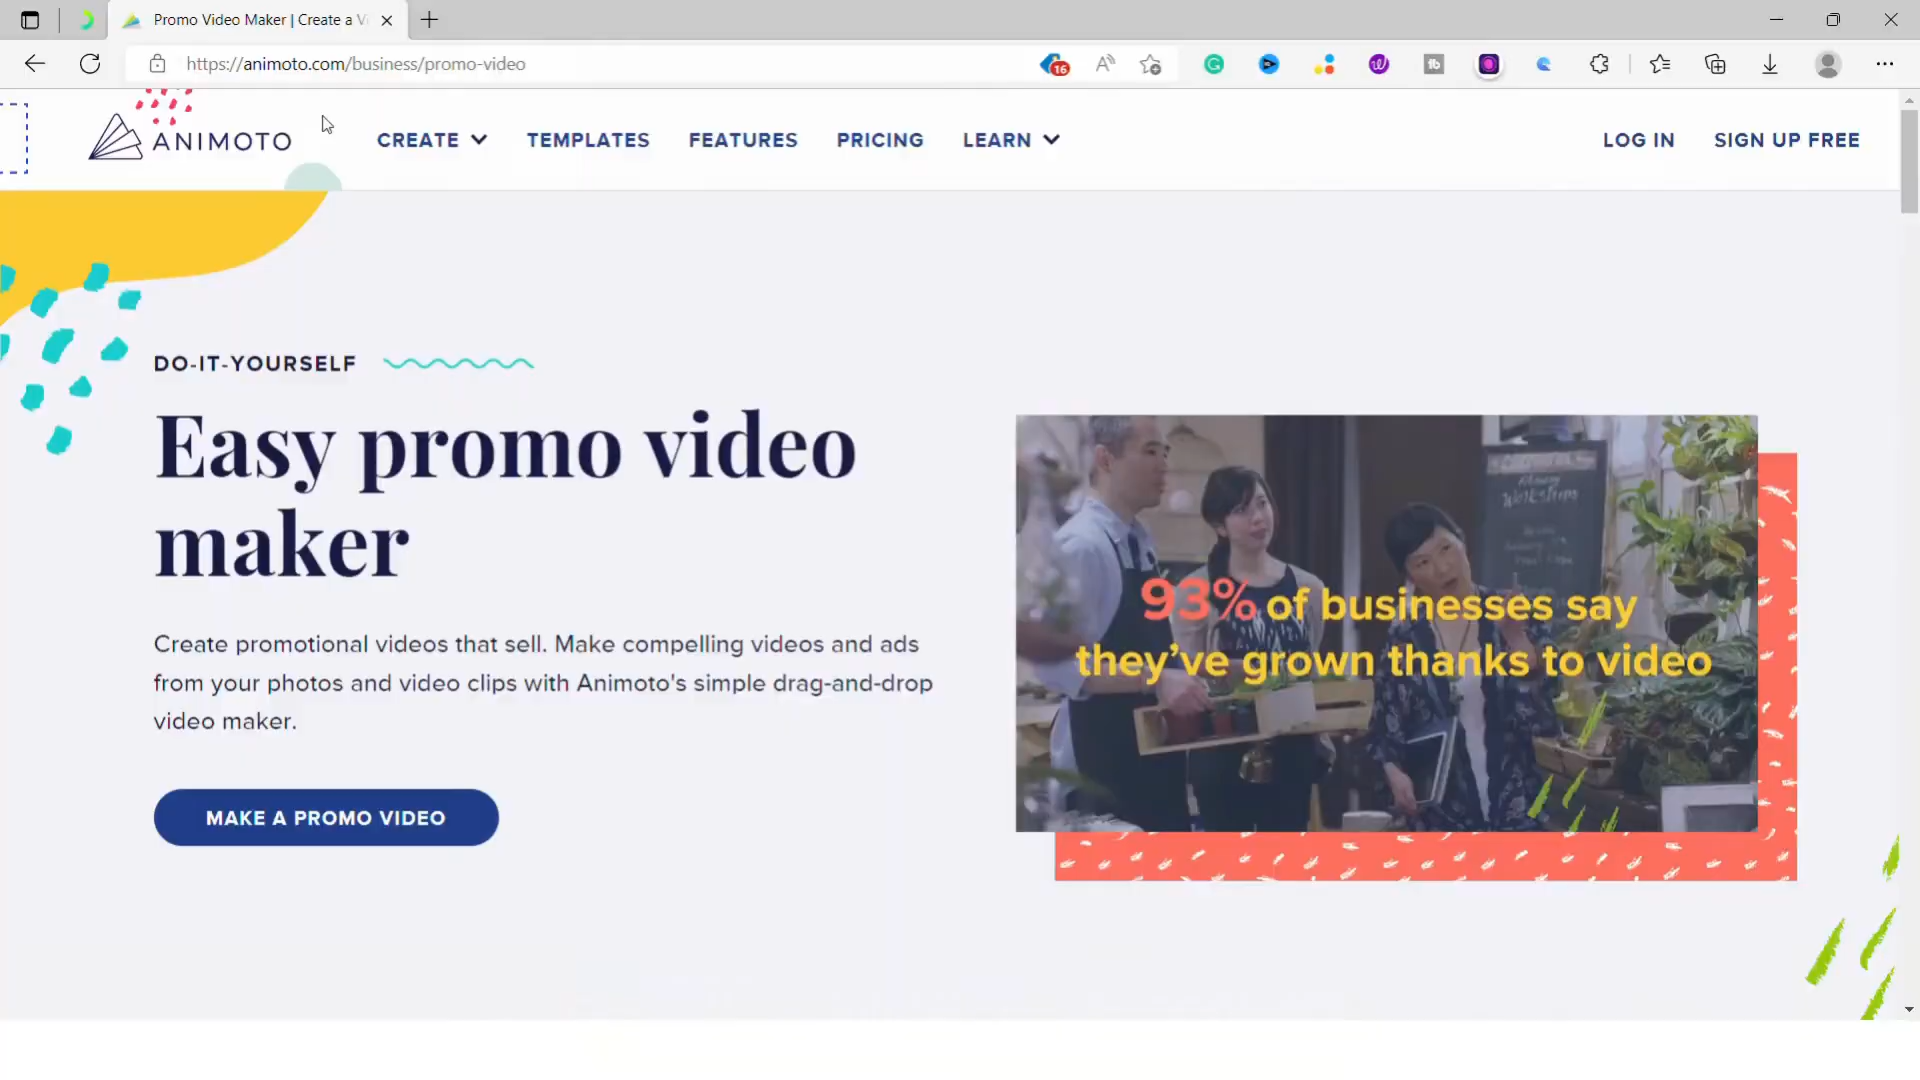 Promo Video Maker | Create a Vi
https://animoto.com/business/promo-video
16
ANIMOTO
CREATE
TEMPLATES
FEATURES
PRICING
LEARN
LOG IN
SIGN UP FREE
DO-IT-YOURSELF
Easy promo video
maker
Create promotional videos that sell. Make compelling videos and ads
from your photos and video clips with Animoto's simple drag-and-drop
video maker.
MAKE A PROMO VIDEO
Workshops
93% of businesses say
they've grown thanks to video